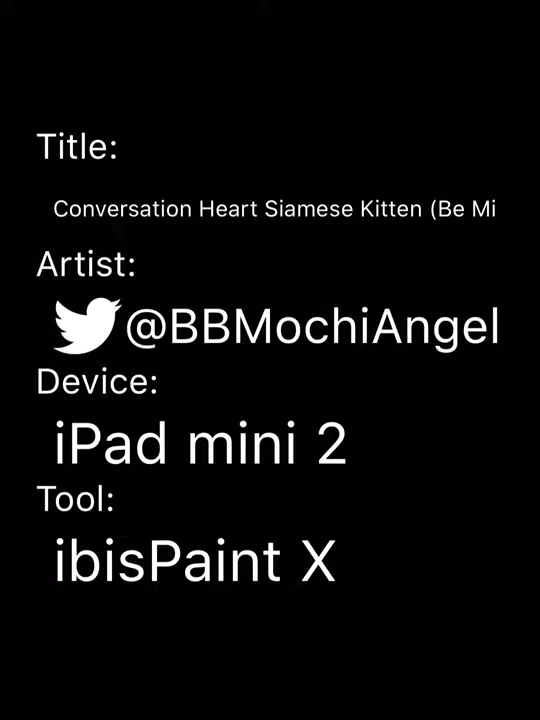 Title:
Conversation Heart Siamese Kitten (Be Mi
Artist:
@BBMochiAngel
Device:
iPad mini 2
Tool:
ibisPaint X